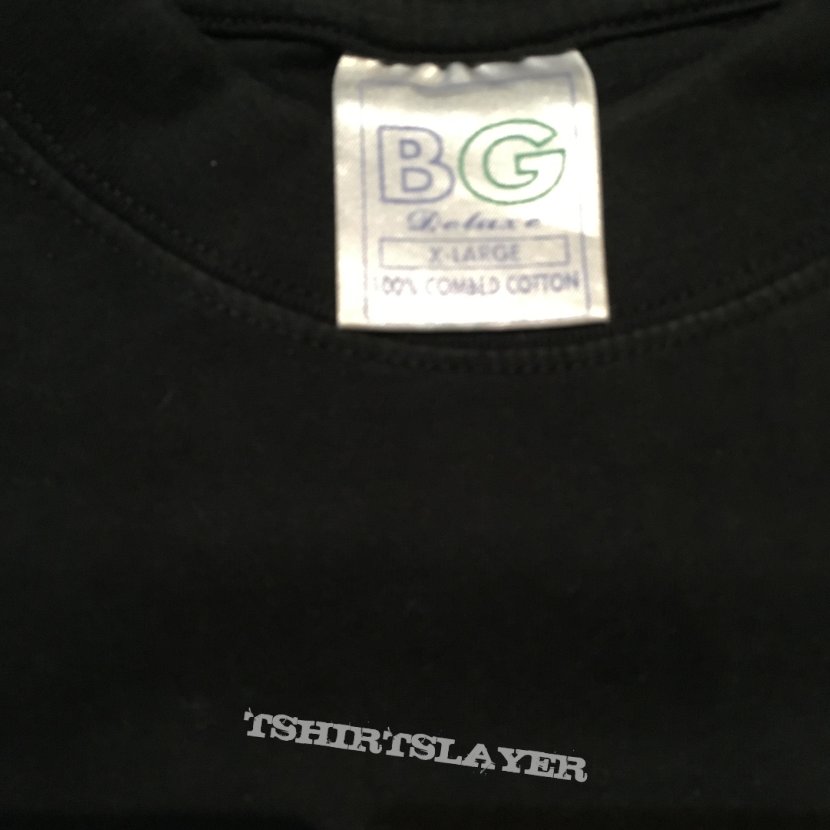 BG
Deluxe
X-LARGE
100% COMBED COTTON
TSHIRTSLAYER